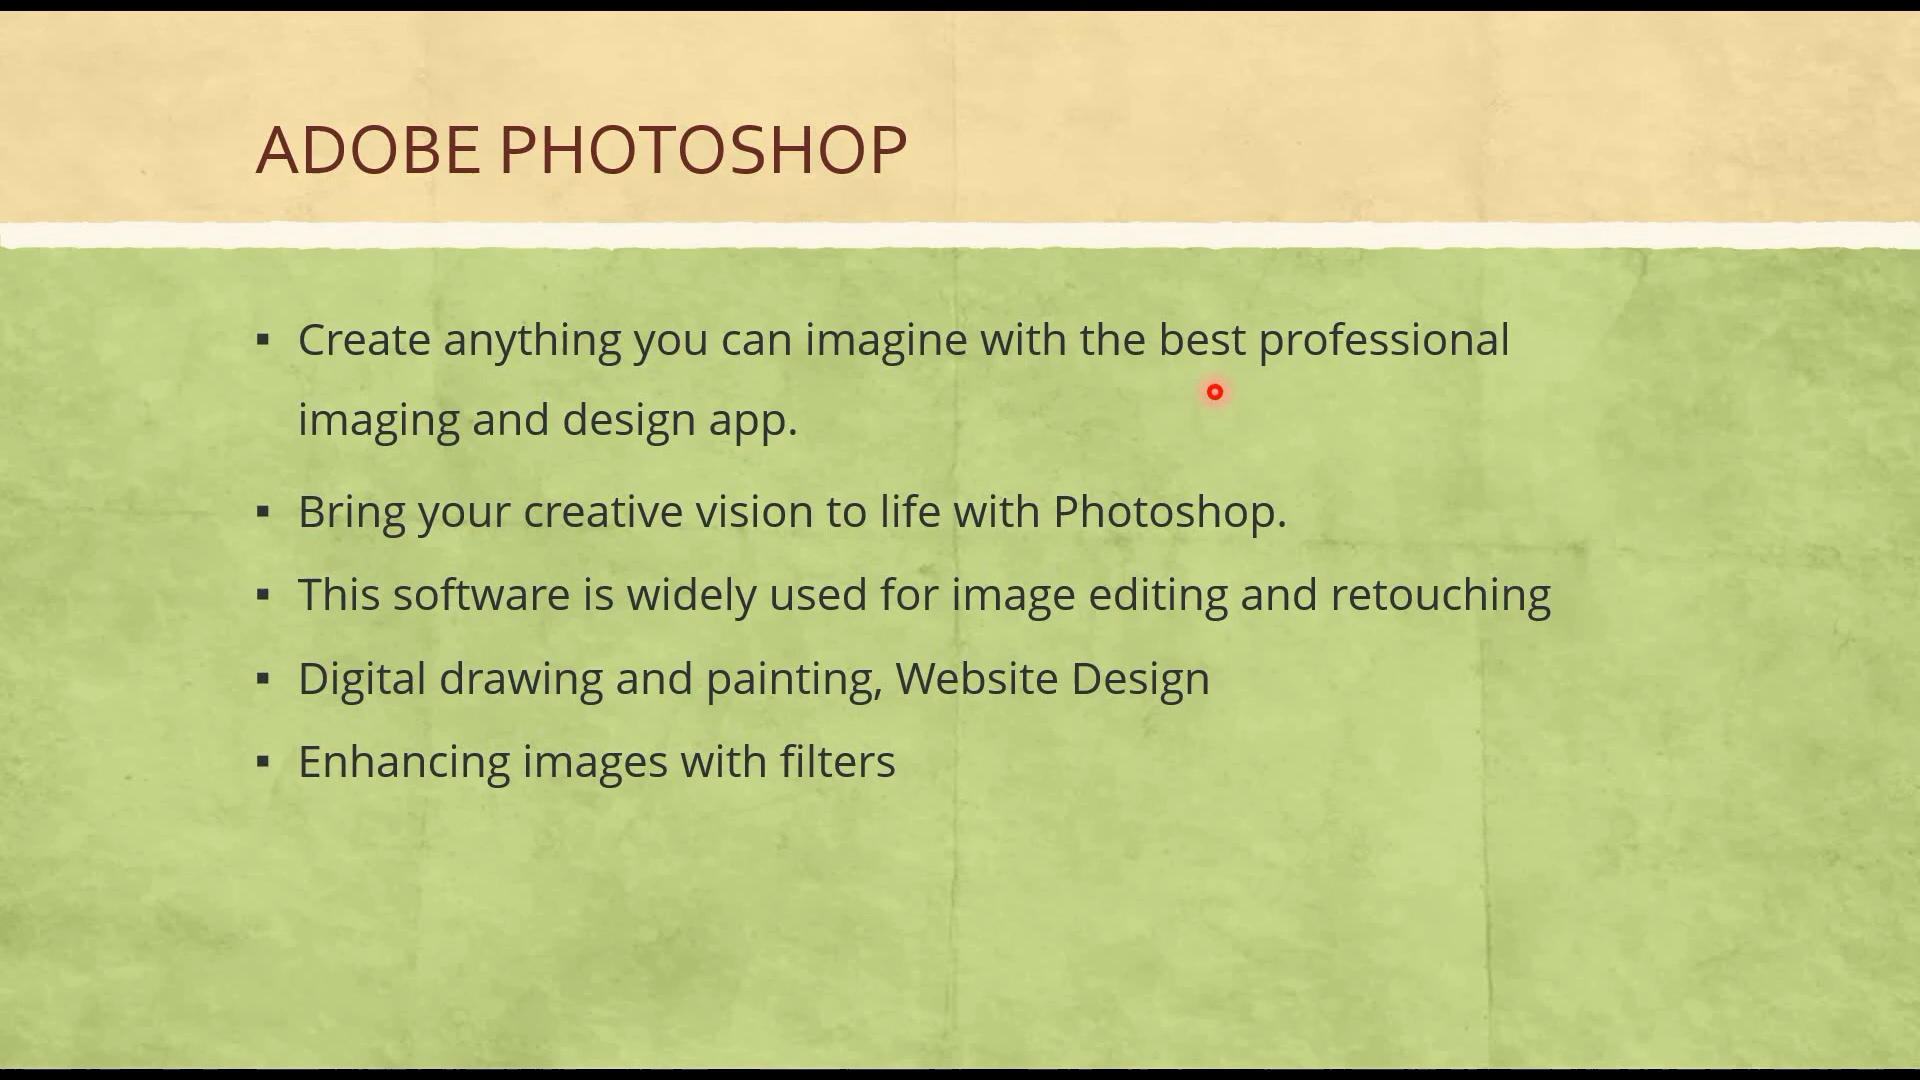 ADOBE PHOTOSHOP
▪ Create anything you can imagine with the best professional
imaging and design app.
▪ Bring your creative vision to life with Photoshop.
▪ This software is widely used for image editing and retouching
▪ Digital drawing and painting, Website Design
▪ Enhancing images with filters